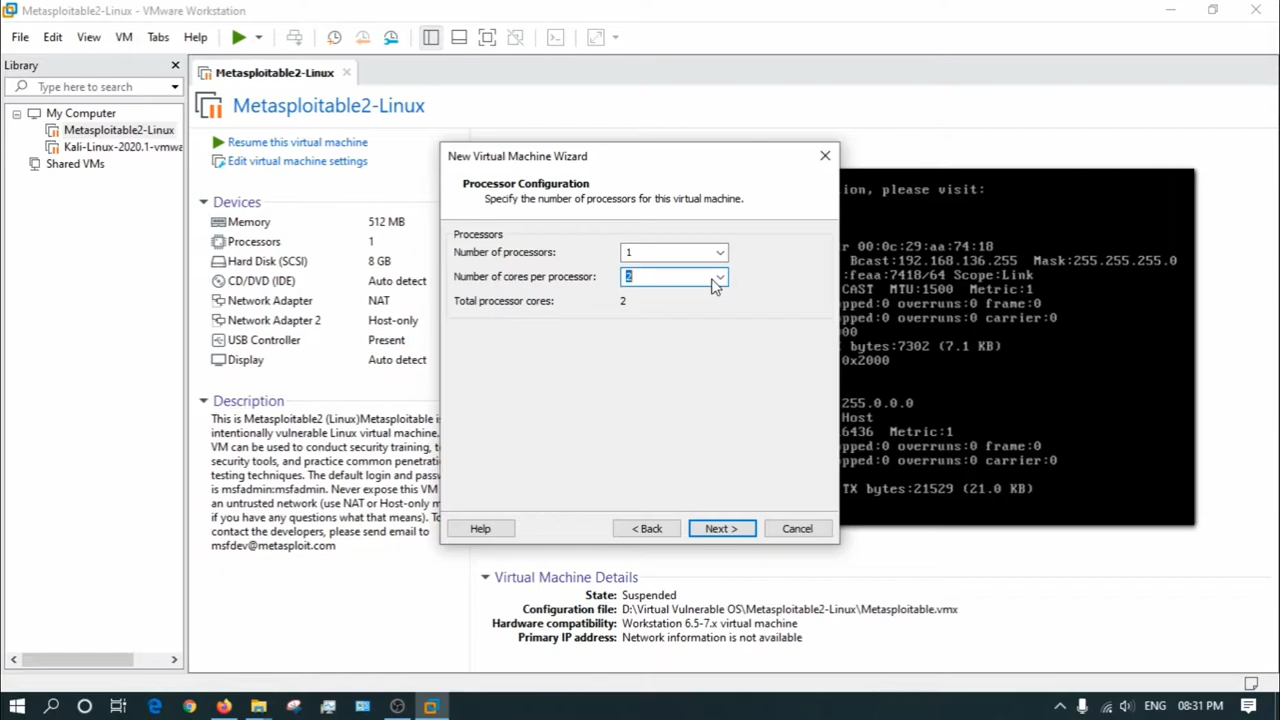 Metasploitable2-Linux - VMware Workstation
File Edit View VM Tabs Help
Library
Type here to search
My Computer
Metasploitable2-Linux
Kali-Linux-2020.1-vmwa
Shared VMs
Metasploitable2-Linux
Metasploitable2-Linux
Resume this virtual machine
Edit virtual machine settings
Devices
Memory 512 MB
Processors 1
Hard Disk (SCSI) 8 GB
CD/DVD (IDE) Auto detect
Network Adapter NAT
Network Adapter 2 Host-only
USB Controller Present
Display Auto detect
Description
This is Metasploitable2 (Linux)Metasploitable is
intentionally vulnerable Linux virtual machine.
VM can be used to conduct security training, t
security tools, and practice common penetrati
testing techniques. The default login and passw
is msfadmin:msfadmin. Never expose this VM
an untrusted network (use NAT or Host-only m
if you have any questions what that means). To
contact the developers, please send email to
msfdev@metasploit.com
New Virtual Machine Wizard
Processor Configuration
Specify the number of processors for this virtual machine.
Processors
Number of processors: 1
Number of cores per processor: 2
Total processor cores: 2
Help < Back Next > Cancel
ion, please visit:
r 00:0c:29:aa:74:18
Bcast:192.168.136.255 Mask:255.255.255.0
:feaa:7418/64 Scope:Link
CAST MTU:1500 Metric:1
pped:0 overruns:0 frame:0
pped:0 overruns:0 carrier:0
00
bytes:7302 (7.1 KB)
0x2000
255.0.0.0
Host
16436 Metric:1
pped:0 overruns:0 frame:0
pped:0 overruns:0 carrier:0
TX bytes:21529 (21.0 KB)
Virtual Machine Details
State: Suspended
Configuration file: D:\Virtual Vulnerable OS\Metasploitable2-Linux\Metasploitable.vmx
Hardware compatibility: Workstation 6.5-7.x virtual machine
Primary IP address: Network information is not available
ENG 08:31 PM